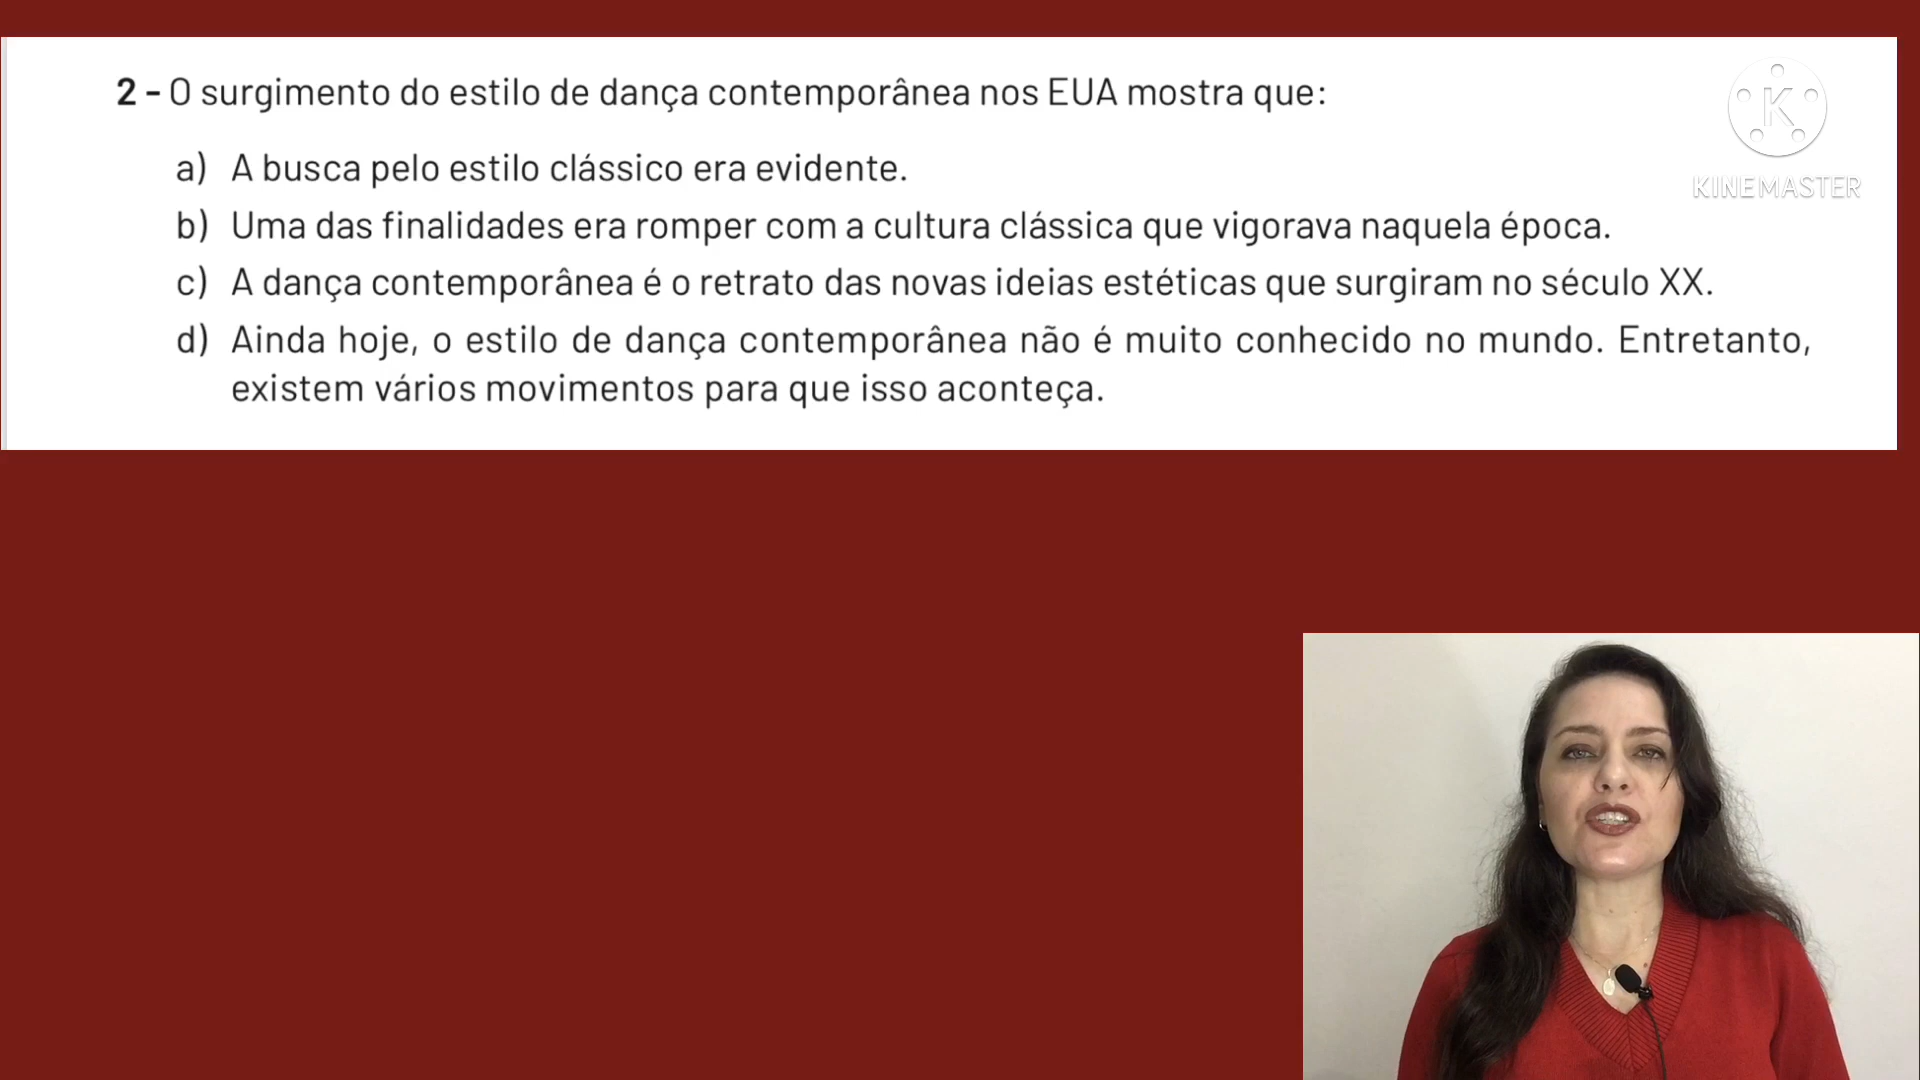 2 - O surgimento do estilo de dança contemporânea nos EUA mostra que:
a) A busca pelo estilo clássico era evidente.
b) Uma das finalidades era romper com a cultura clássica que vigorava naquela época.
c) A dança contemporânea é o retrato das novas ideias estéticas que surgiram no século XX.
d) Ainda hoje, o estilo de dança contemporânea não é muito conhecido no mundo. Entretanto,
existem vários movimentos para que isso aconteça.
K
KINEMASTER